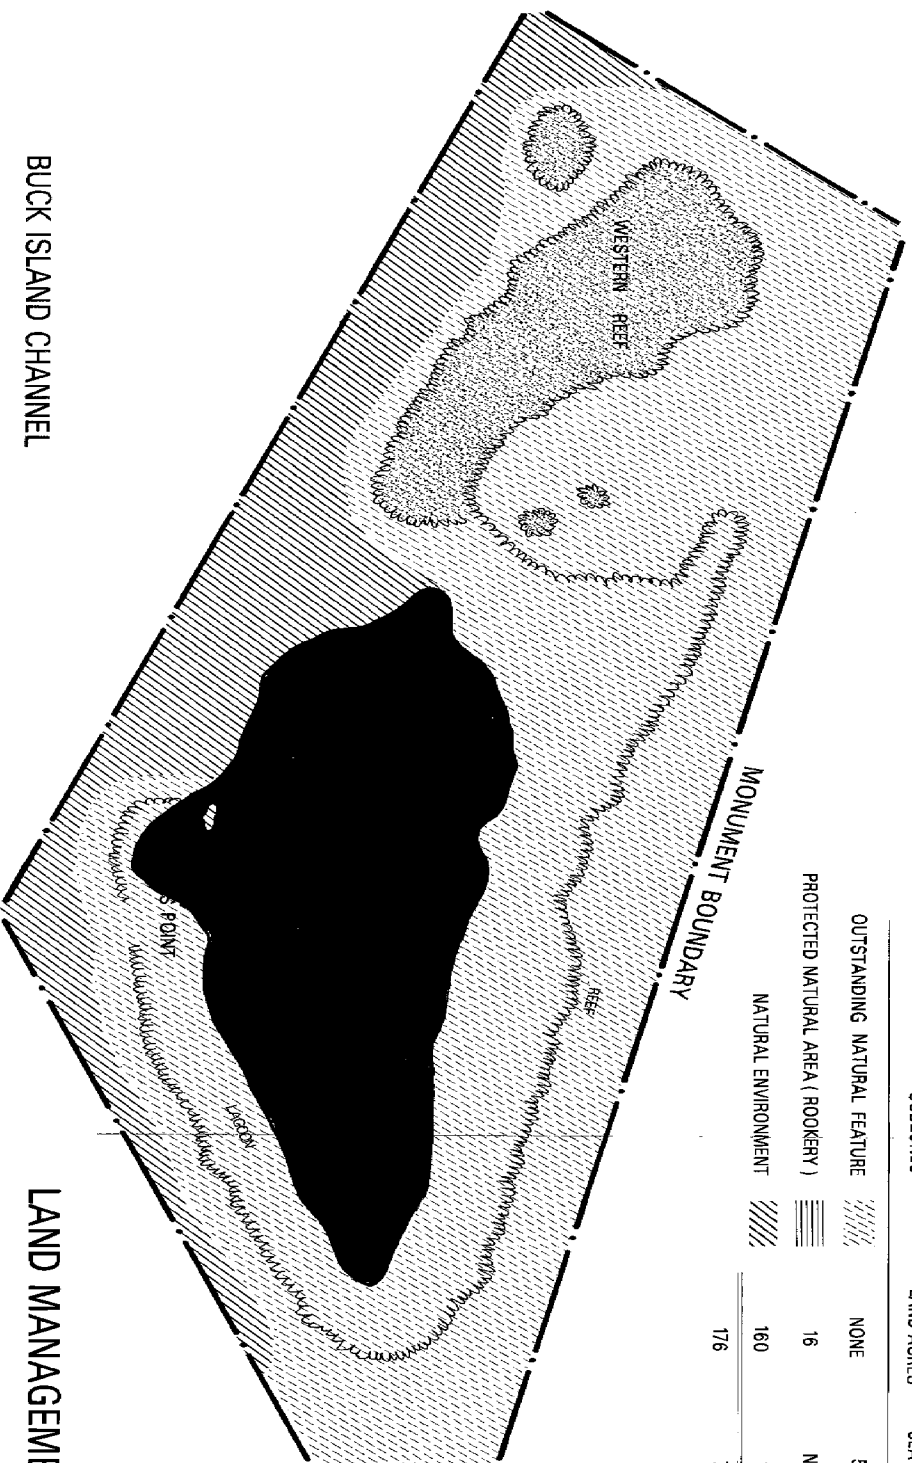 OUTSTANDING NATURAL FEATURE NONE
PROTECTED NATURAL AREA ( ROOKERY ) 16
NATURAL ENVIRONMENT 160
176
MONUMENT BOUNDARY
WESTERN REEF
REEF
LAGOON
POINT
BUCK ISLAND CHANNEL
LAND